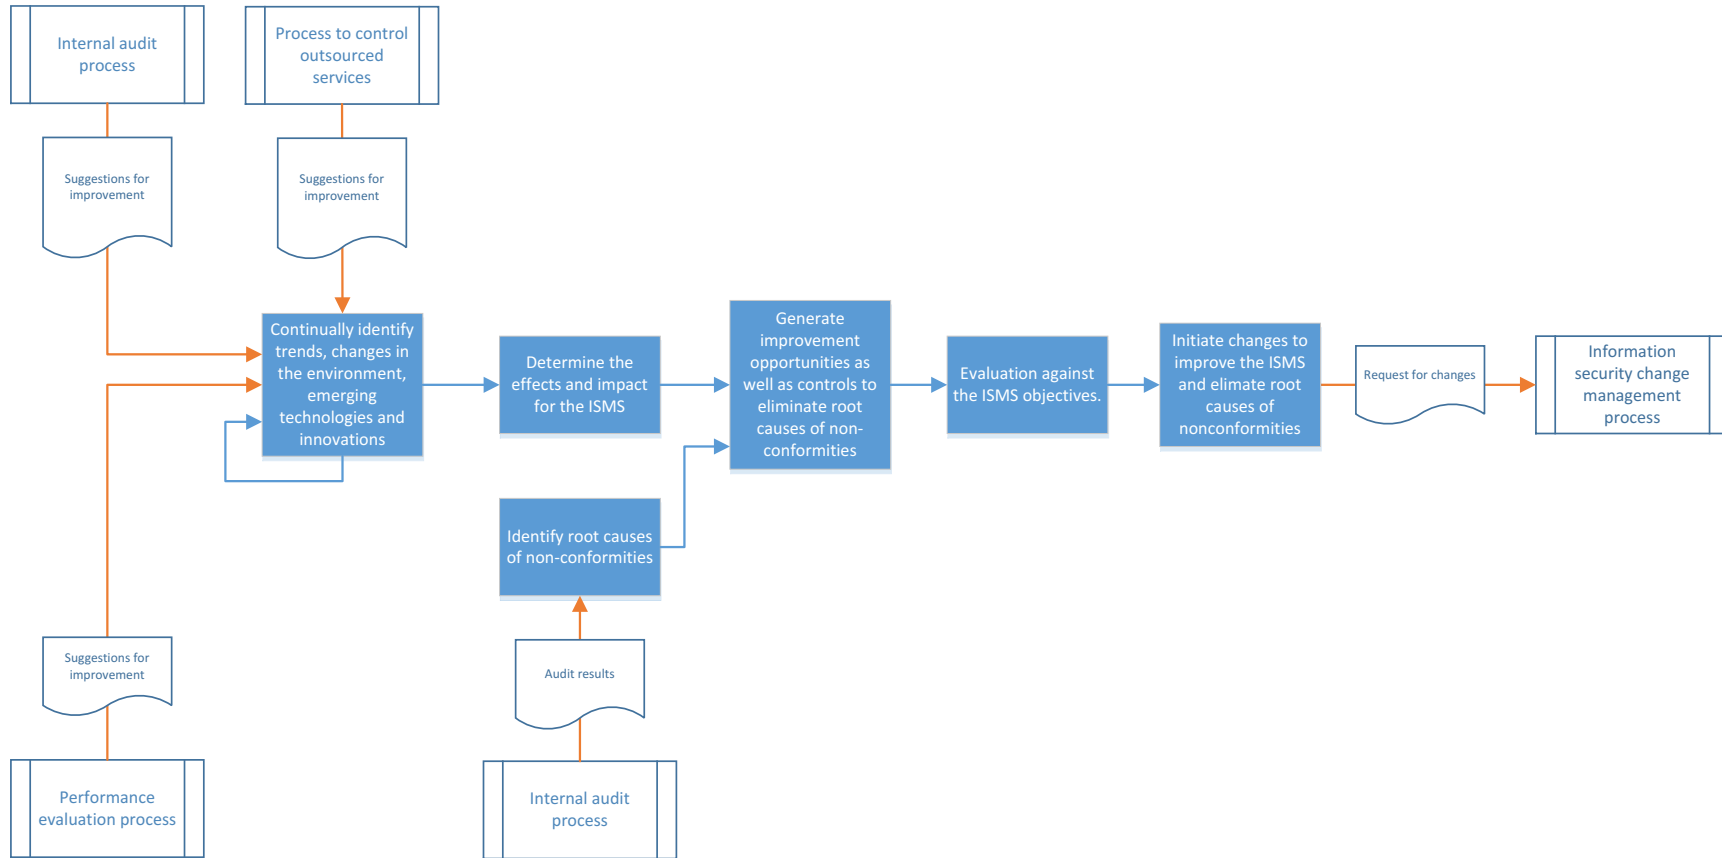 Internal audit
process
Process to control
outsourced
services
Suggestions for
improvement
Suggestions for
improvement
Continually identify
trends, changes in
the environment,
emerging
technologies and
innovations
Determine the
effects and impact
for the ISMS
Generate
improvement
opportunities as
well as controls to
eliminate root
causes of non-
conformities
Evaluation against
the ISMS objectives.
Initiate changes to
improve the ISMS
and elimate root
causes of
nonconformities
Request for changes
Information
security change
management
process
Identify root causes
of non-conformities
Suggestions for
improvement
Audit results
Performance
evaluation process
Internal audit
process